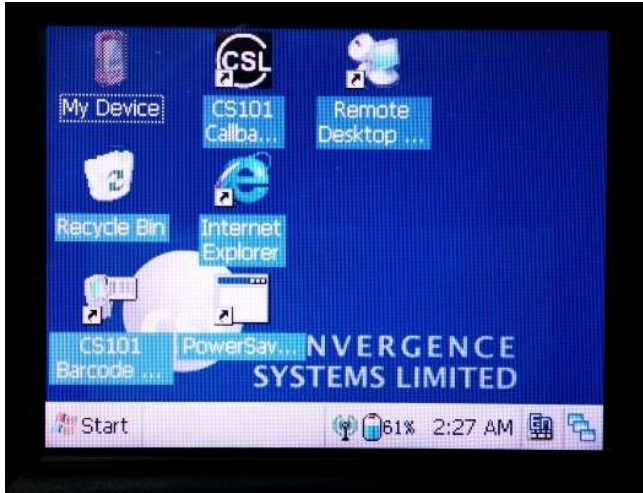 CSL
My Device
CS101
Callba...
Remote
Desktop ...
Recycle Bin
Internet
Explorer
CS101
Barcode ...
PowerSav...
NVERGENCE
SYSTEMS LIMITED
Start
61%
2:27 AM